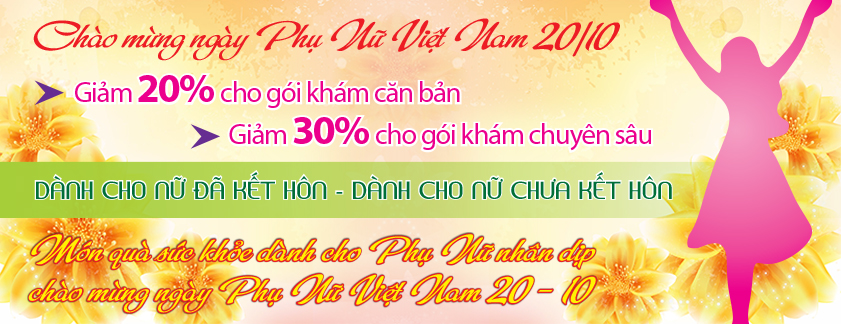 Chào mừng ngày Phụ Nữ Việt Nam 20/10
Giảm 20% cho gói khám căn bản
Giảm 30% cho gói khám chuyên sâu
DÀNH CHO NỮ ĐÃ KẾT HÔN - DÀNH CHO NỮ CHƯA KẾT HÔN
Món quà sức khỏe dành cho Phụ Nữ nhân dịp
chào mừng ngày Phụ Nữ Việt Nam 20 - 10